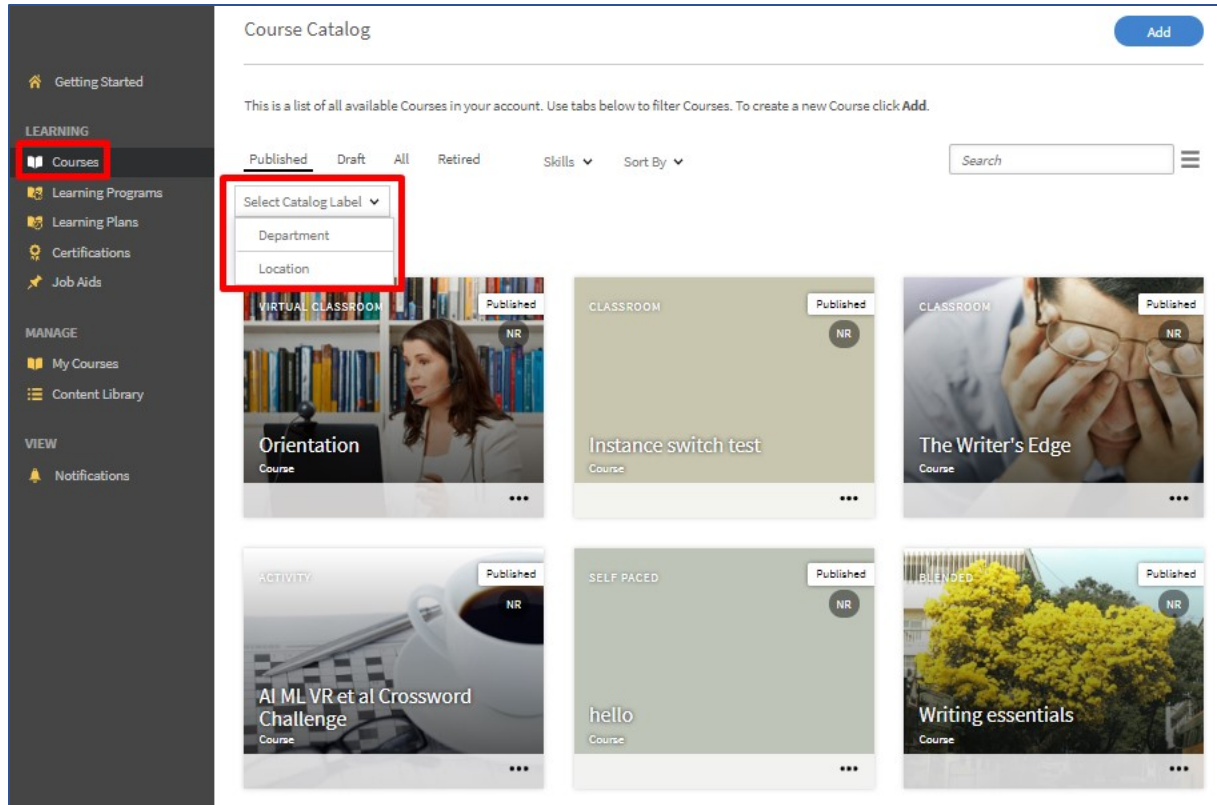 Course Catalog
Add
Getting Started
This is a list of all available Courses in your account. Use tabs below to filter Courses. To create a new Course click Add.
LEARNING
Courses
Learning Programs
Learning Plans
Certifications
Job Aids
MANAGE
My Courses
Content Library
VIEW
Notifications
Published Draft All Retired Skills Sort By Search
Select Catalog Label
Department
Location
VIRTUAL CLASSROOM Published
NR
Orientation
Course
CLASSROOM Published
NR
Instance switch test
Course
CLASSROOM Published
NR
The Writer's Edge
Course
ACTIVITY Published
NR
AI ML VR et al Crossword
Challenge
Course
SELF PACED Published
NR
hello
Course
BLENDED Published
NR
Writing essentials
Course